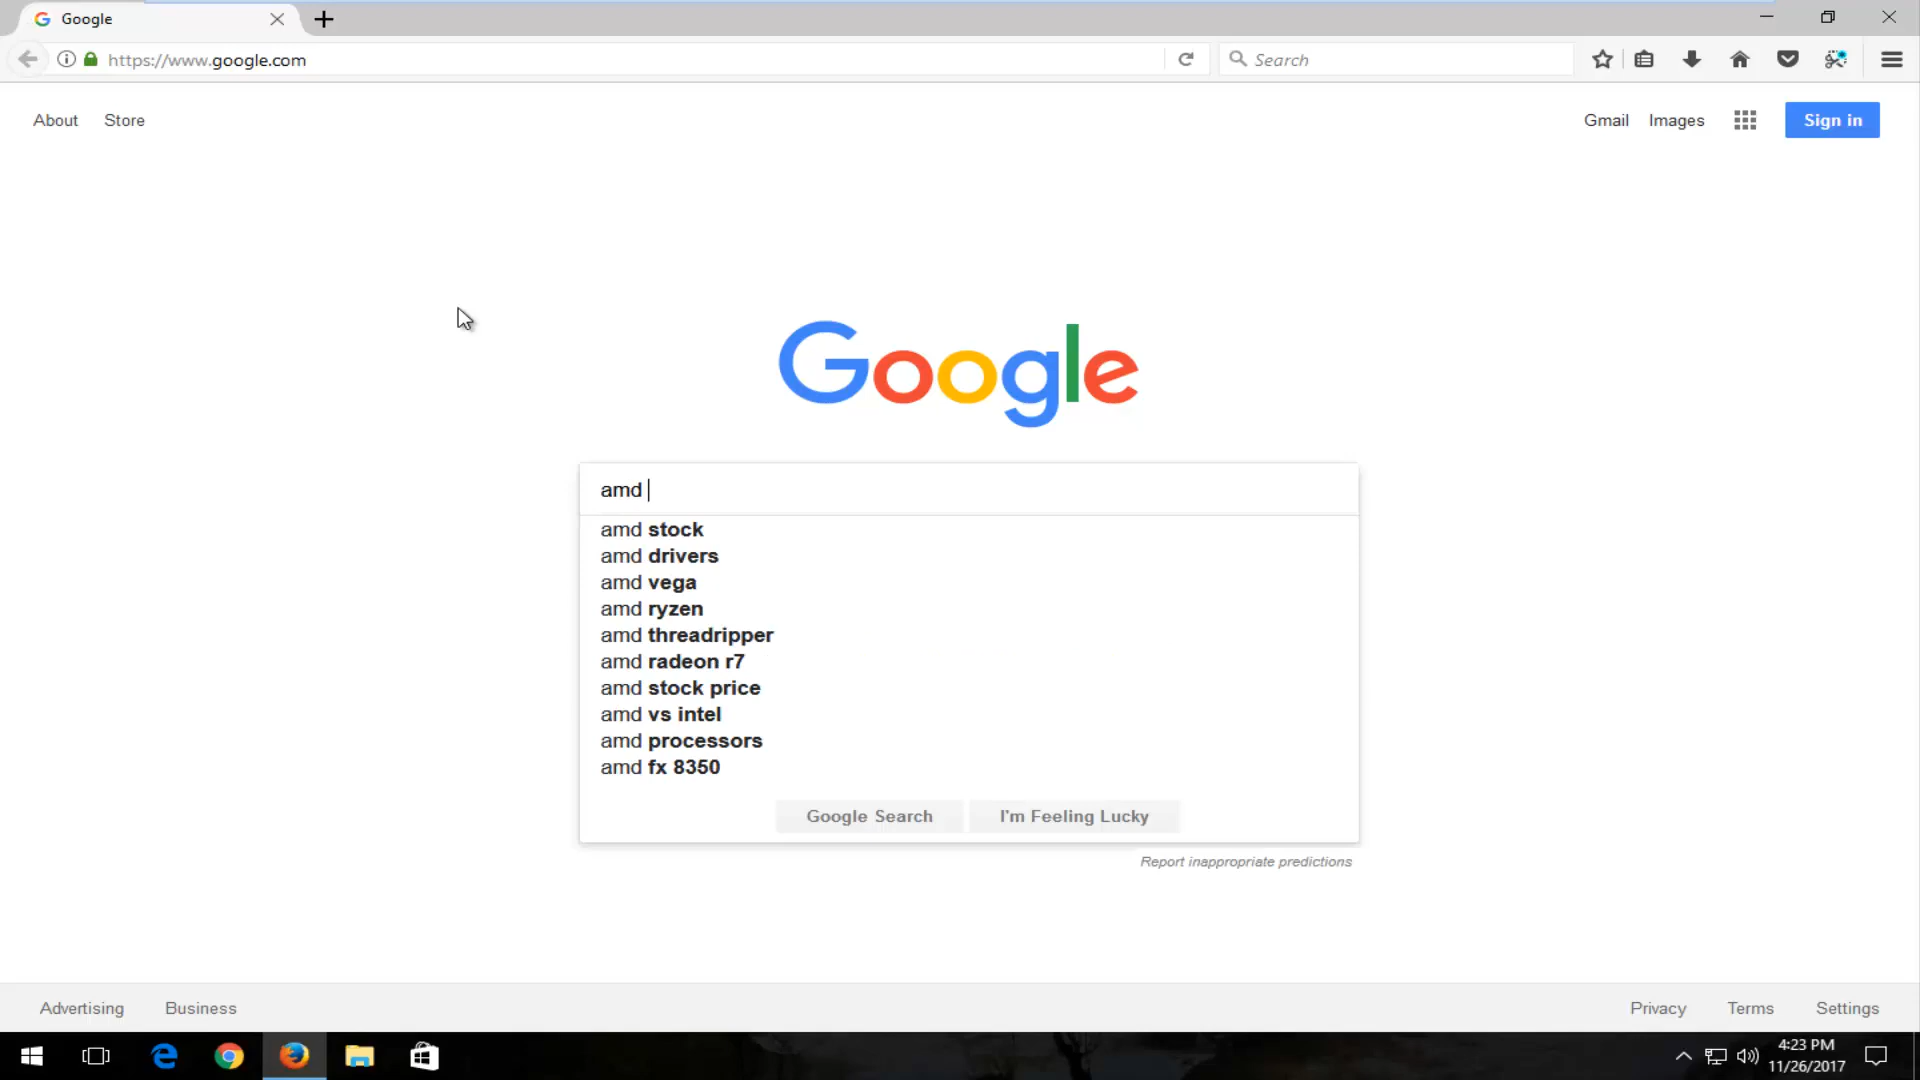 Google
https://www.google.com
Search
About Store
Gmail Images Sign in
Google
amd
amd stock
amd drivers
amd vega
amd ryzen
amd threadripper
amd radeon r7
amd stock price
amd vs intel
amd processors
amd fx 8350
Google Search I'm Feeling Lucky
Report inappropriate predictions
Advertising Business
Privacy Terms Settings
4:23 PM
11/26/2017